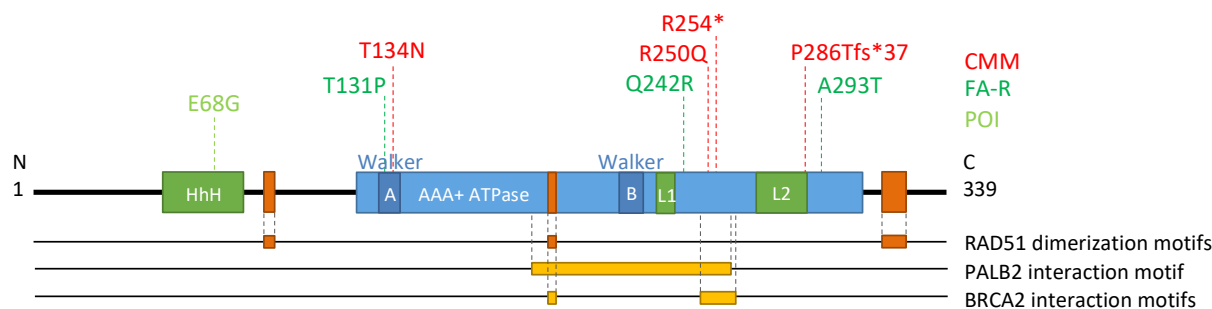 R254*
T134N
R250Q
P286Tfs*37
CMM
T131P
Q242R
A293T
FA-R
E68G
POI
N
Walker
Walker
C
1
HhH
A
AAA+ ATPase
B
L1
L2
339
RAD51 dimerization motifs
PALB2 interaction motif
BRCA2 interaction motifs